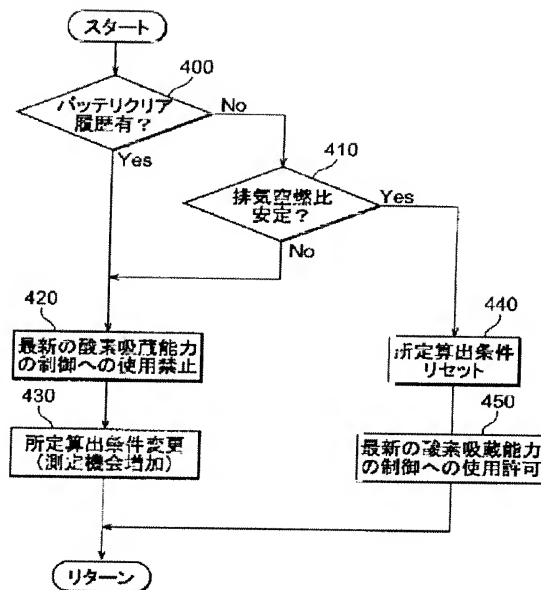 スタート
400
バッテリクリア
履歴有?
No
Yes
410
排気空燃比
安定?
Yes
No
420
最新の酸素吸茂能力
の制御への使用禁止
430
所定算出条件変更
(測定機会増加)
440
所定算出条件
リセット
450
最新の酸素吸蔵能力
の制御への使用許可
リターン